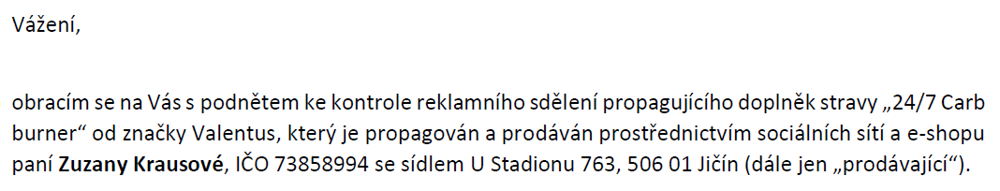 Vážení,
obracím se na Vás s podnětem ke kontrole reklamního sdělení propagujícího doplněk stravy „24/7 Carb
burner“ od značky Valentus, který je propagován a prodáván prostřednictvím sociálních sítí a e-shopu
paní Zuzany Krausové, IČO 73858994 se sídlem U Stadionu 763, 506 01 Jičín (dále jen „prodávající“).